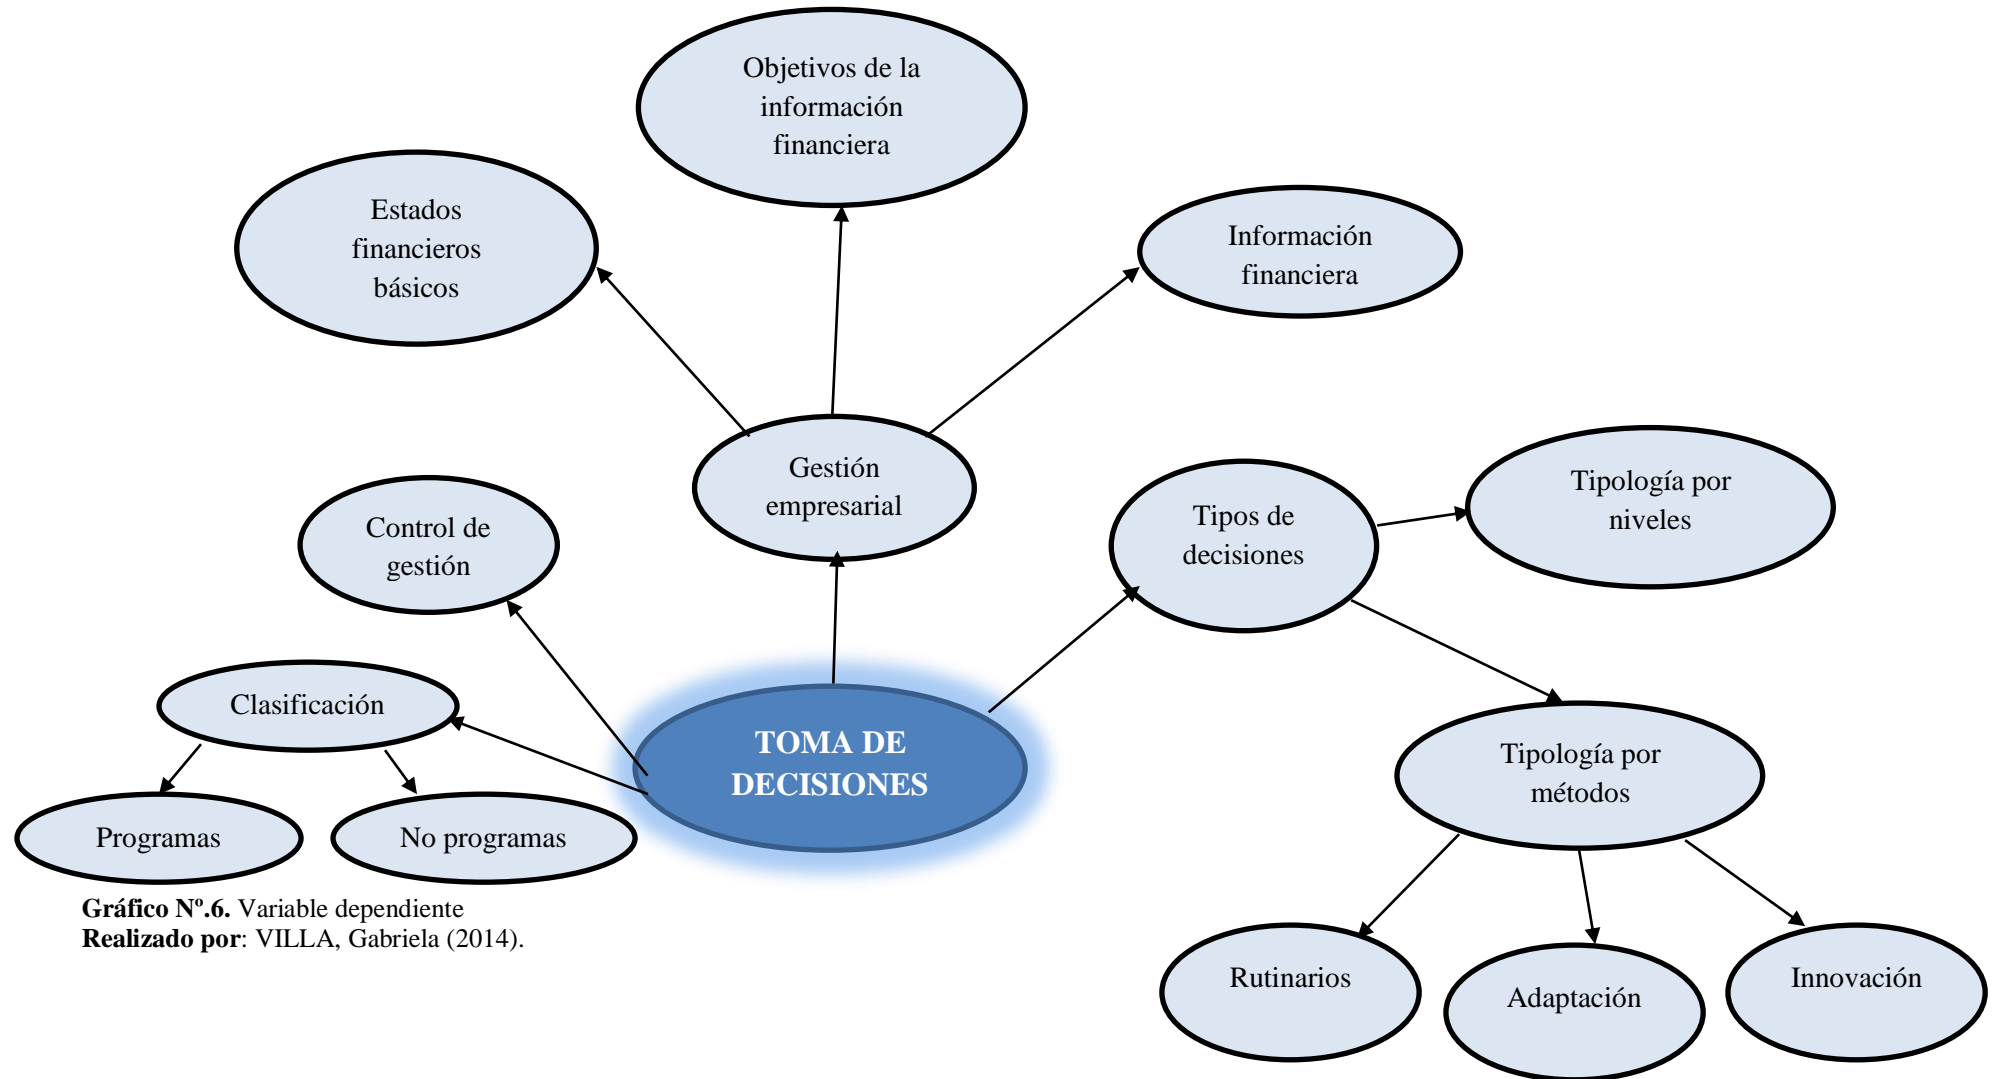 Objetivos de la
información
financiera
Estados
financieros
básicos
Información
financiera
Gestión
empresarial
Tipología por
niveles
Tipos de
decisiones
Control de
gestión
Clasificación
TOMA DE
DECISIONES
Tipología por
métodos
Programas
No programas
Gráfico Nº.6. Variable dependiente
Realizado por: VILLA, Gabriela (2014).
Rutinarios
Adaptación
Innovación